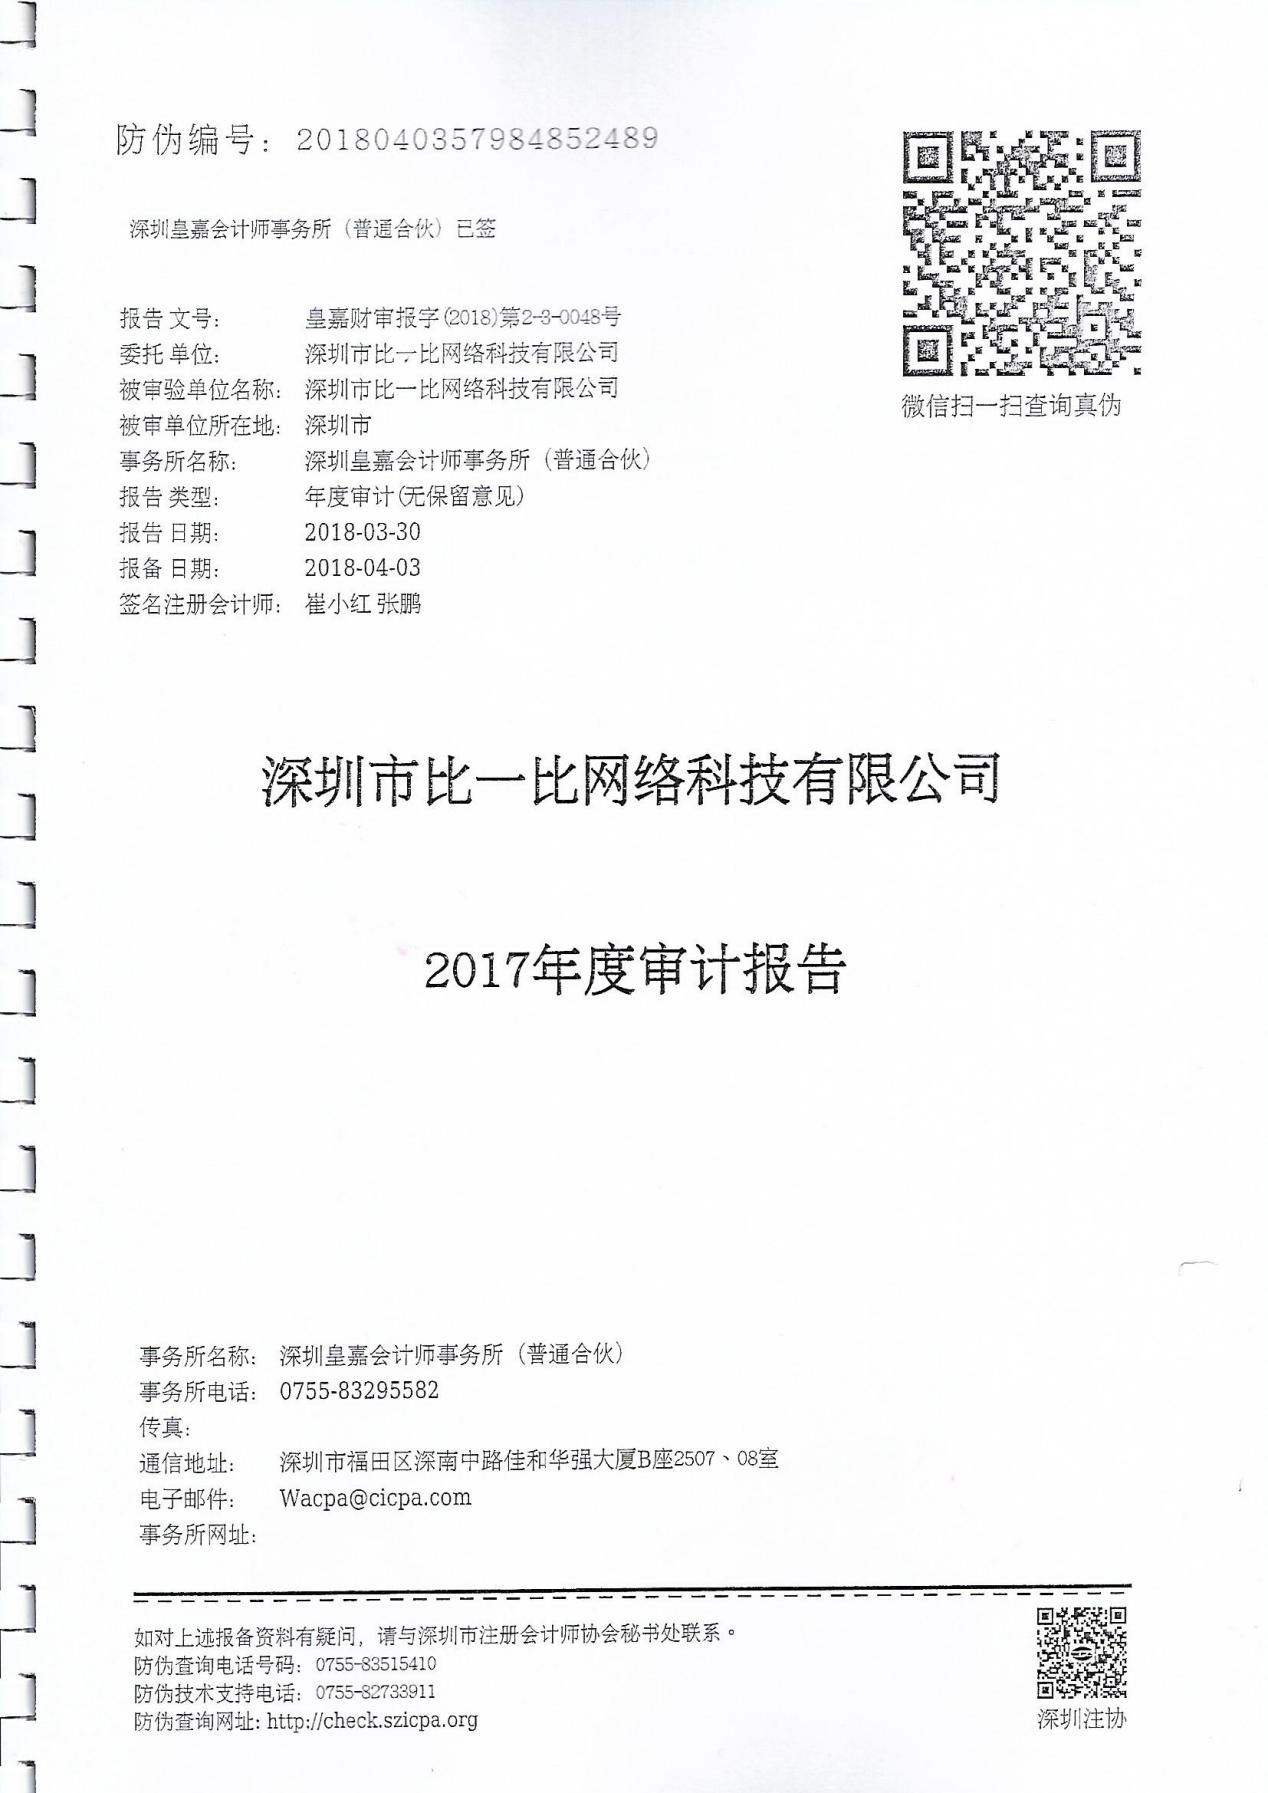 防伪编号：20180403579848​52489
深圳皇嘉会计师事务所（普通合伙）已签
报告文号： 皇嘉财审报字(2018)第2-3-0048号
委托单位： 深圳市比一比网络科技有限公司
被审验单位名称： 深圳市比一比网络科技有限公司
被审单位所在地： 深圳市
事务所名称： 深圳皇嘉会计师事务所（普通合伙）
报告类型： 年度审计(无保留意见)
报告日期： 2018-03-30
报备日期： 2018-04-03
签名注册会计师： 崔小红 张鹏
微信扫一扫查询真伪
深圳市比一比网络科技有限公司
2017年度审计报告
事务所名称： 深圳皇嘉会计师事务所（普通合伙）
事务所电话： 0755-83295582
传真：
通信地址： 深圳市福田区深南中路佳和华强大厦B座2507、08室
电子邮件： Wacpa@cicpa.com
事务所网址：
如对上述报备资料有疑问，请与深圳市注册会计师协会秘书处联系。
防伪查询电话号码：0755-83515410
防伪技术支持电话：0755-82733911
防伪查询网址：http://check.szicpa.org
深圳注协